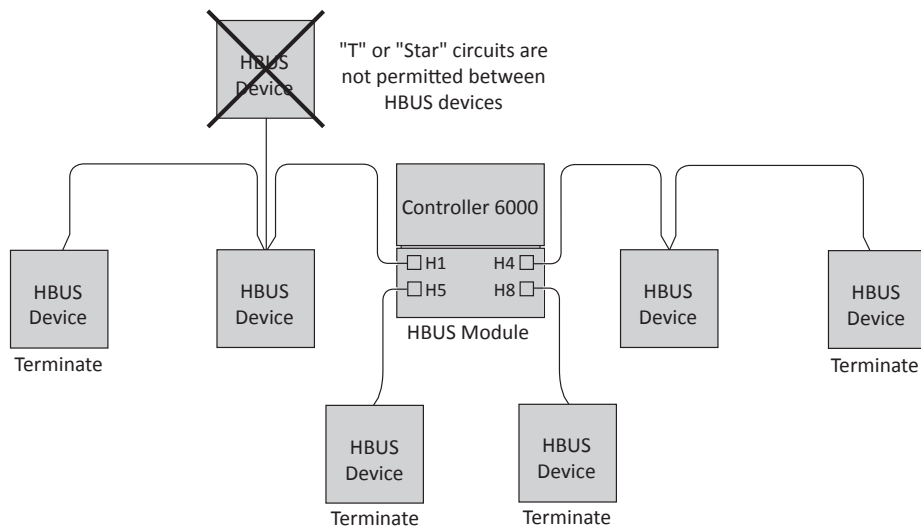 HBUS
Device
"T" or "Star" circuits are
not permitted between
HBUS devices
Controller 6000
H1
H4
H5
H8
HBUS Module
HBUS
Device
Terminate
HBUS
Device
HBUS
Device
HBUS
Device
Terminate
HBUS
Device
Terminate
HBUS
Device
Terminate